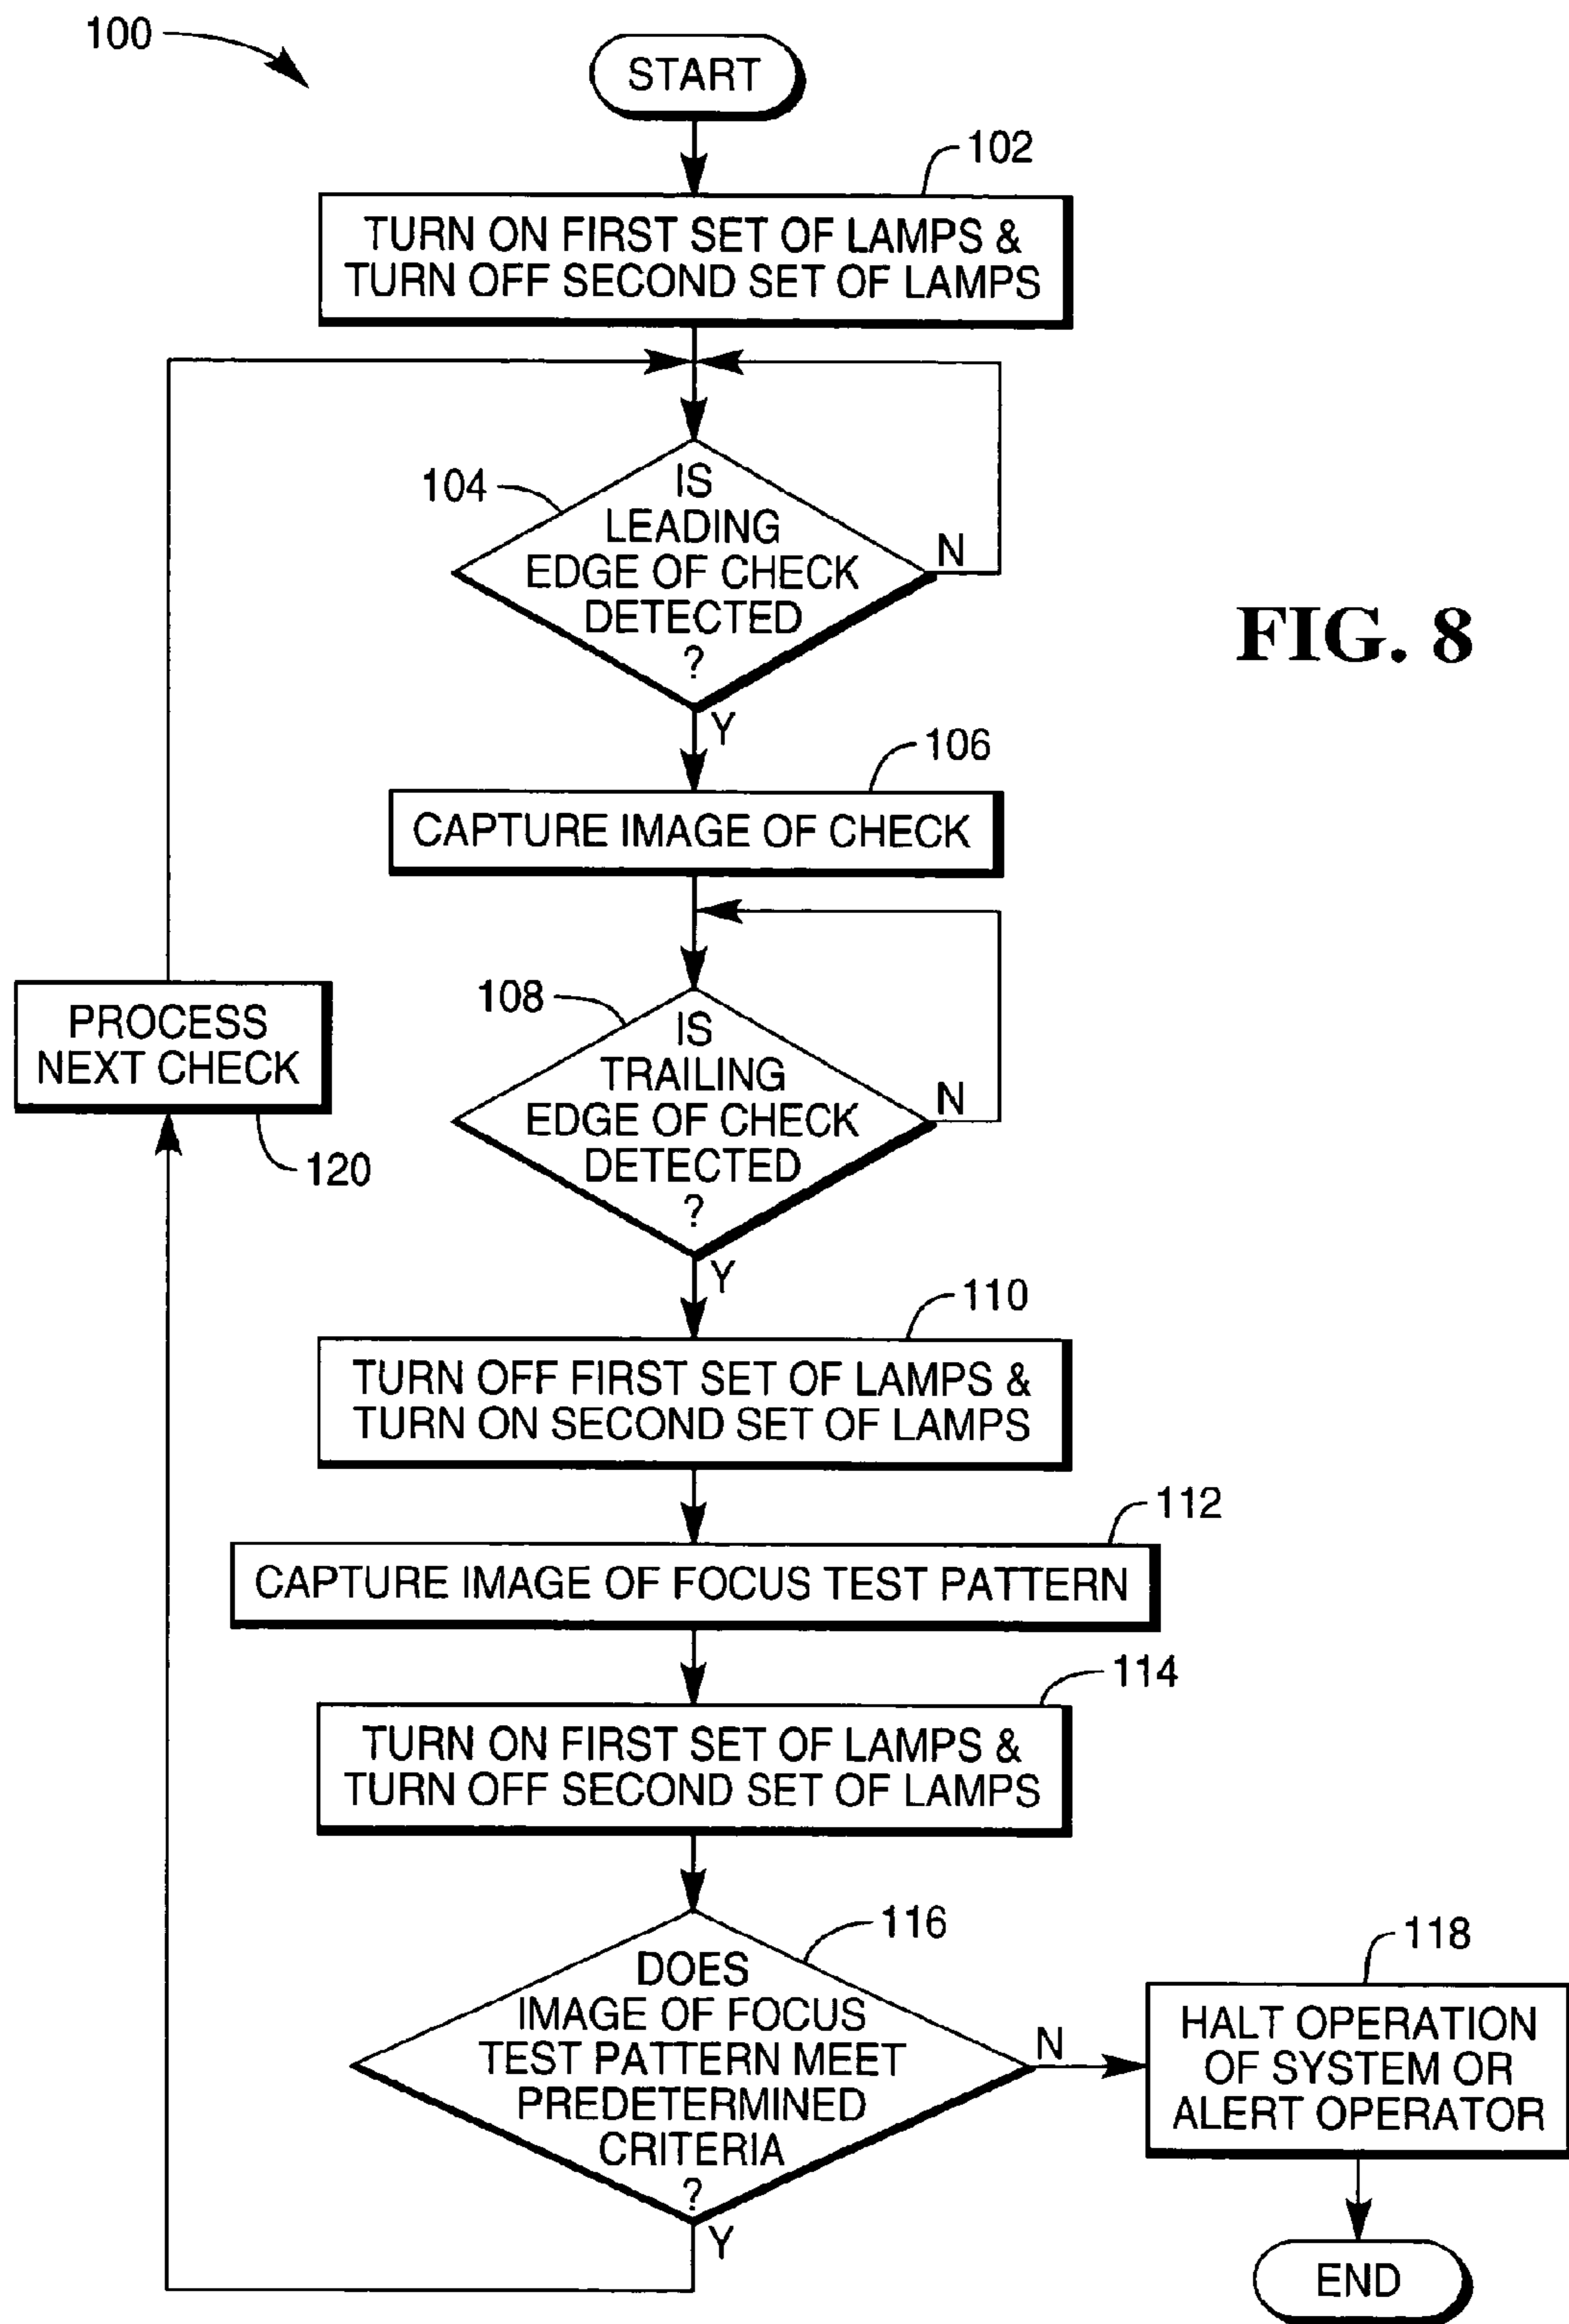 100
START
102
TURN ON FIRST SET OF LAMPS &
TURN OFF SECOND SET OF LAMPS
104
IS
LEADING
EDGE OF CHECK
DETECTED
?
N
Y
FIG. 8
106
CAPTURE IMAGE OF CHECK
108
IS
TRAILING
EDGE OF CHECK
DETECTED
?
N
Y
PROCESS
NEXT CHECK
120
110
TURN OFF FIRST SET OF LAMPS &
TURN ON SECOND SET OF LAMPS
112
CAPTURE IMAGE OF FOCUS TEST PATTERN
114
TURN ON FIRST SET OF LAMPS &
TURN OFF SECOND SET OF LAMPS
116
DOES
IMAGE OF FOCUS
TEST PATTERN MEET
PREDETERMINED
CRITERIA
?
N
Y
118
HALT OPERATION
OF SYSTEM OR
ALERT OPERATOR
END